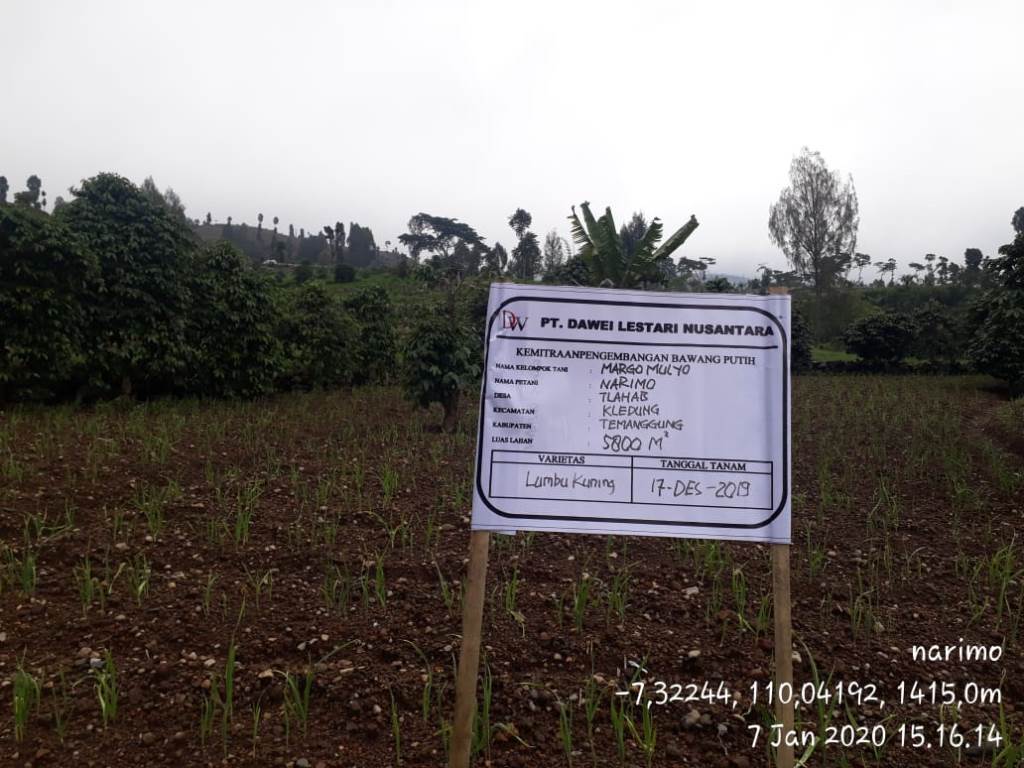 DW PT. DAWEI LESTARI NUSANTARA
KEMITRAANPENGEMBANGAN BAWANG PUTIH
NAMA KELOMPOK TANI : MARGO MULYO
NAMA PETANI : NARIMO
DESA : TLAHAB
KECAMATAN : KLEDUNG
KABUPATEN : TEMANGGUNG
LUAS LAHAN : 5800 M²
VARIETAS TANGGAL TANAM
Lumbu Kuning 17-DES-2019
narimo
-7,32244, 110,04192, 1415,0m
7 Jan 2020 15.16.14